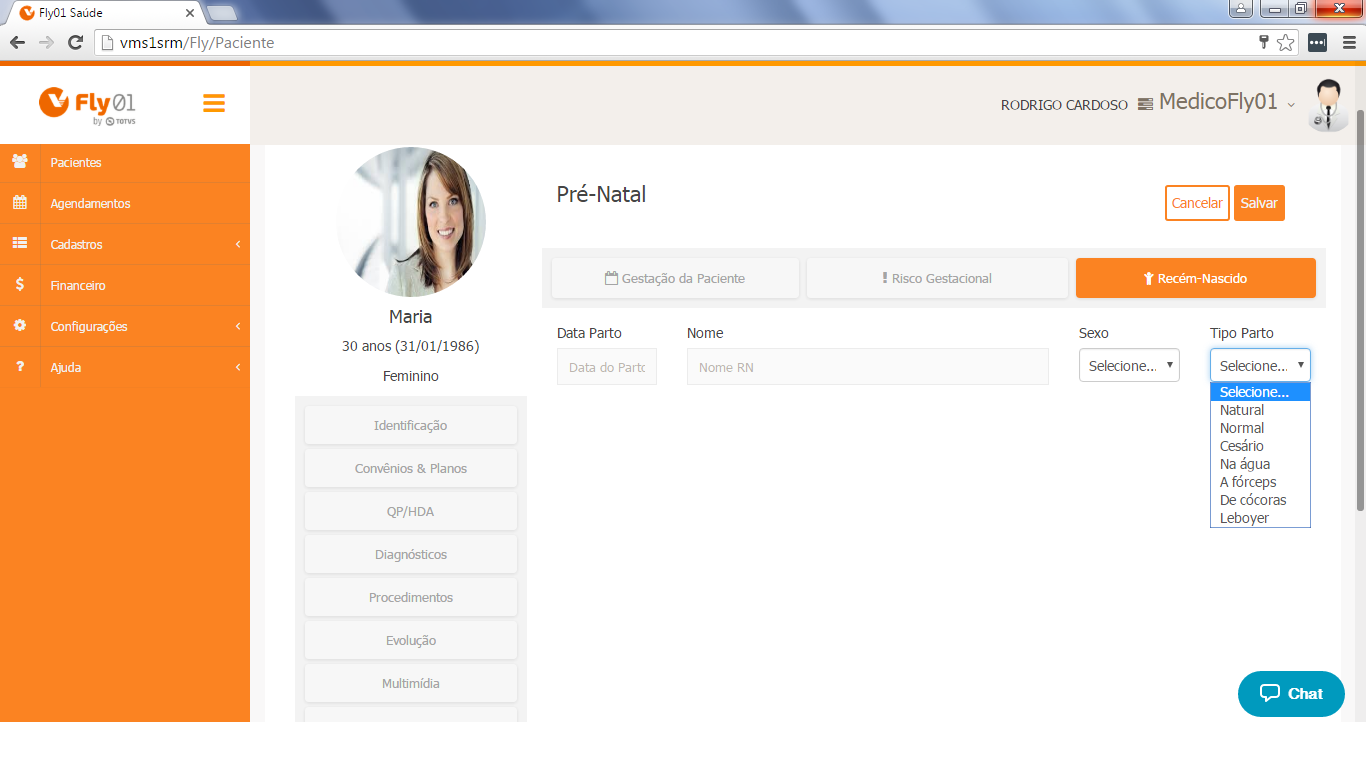 Fly01 Saúde
vms1srm/Fly/Paciente
Fly01
by TOTVS
RODRIGO CARDOSO MedicoFly01
Pacientes
Agendamentos
Cadastros
Financeiro
Configurações
Ajuda
Maria
30 anos (31/01/1986)
Feminino
Identificação
Convênios & Planos
QP/HDA
Diagnósticos
Procedimentos
Evolução
Multimídia
Pré-Natal
Cancelar Salvar
Gestação da Paciente Risco Gestacional Recém-Nascido
Data Parto Nome Sexo Tipo Parto
Data do Parto Nome RN Selecione... Selecione...
Selecione...
Natural
Normal
Cesário
Na água
A fórceps
De cócoras
Leboyer
Chat